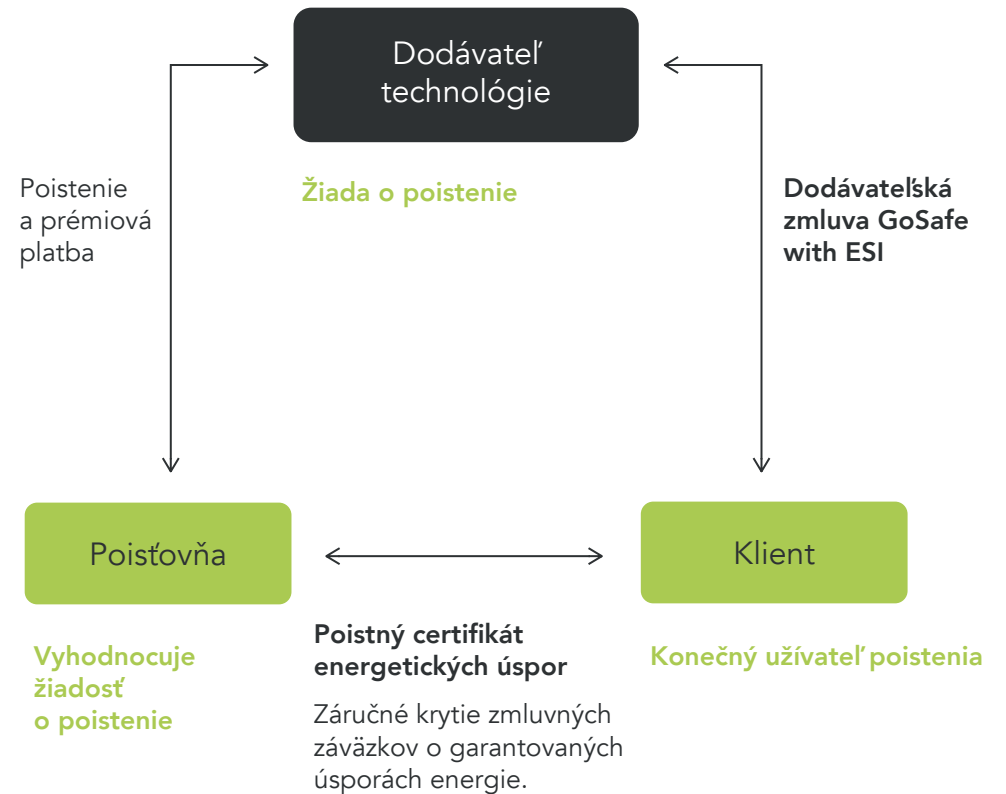 Dodávateľ
technológie
Poistenie
a prémiová
platba
Žiada o poistenie
Dodávateľská
zmluva GoSafe
with ESI
Poisťovňa
Klient
Vyhodnocuje
žiadosť
o poistenie
Poistný certifikát
energetických úspor
Záručné krytie zmluvných
záväzkov o garantovaných
úsporách energie.
Konečný užívateľ poistenia